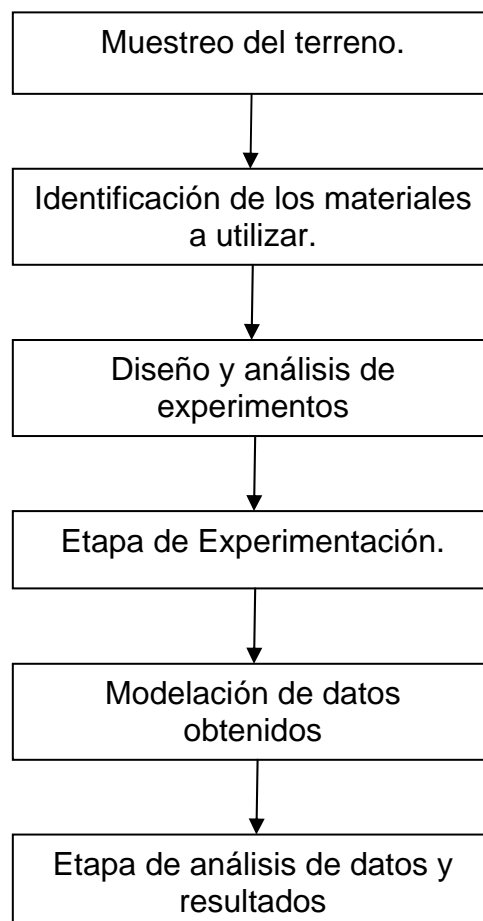 Muestreo del terreno.
Identificación de los materiales
a utilizar.
Diseño y análisis de
experimentos
Etapa de Experimentación.
Modelación de datos
obtenidos
Etapa de análisis de datos y
resultados